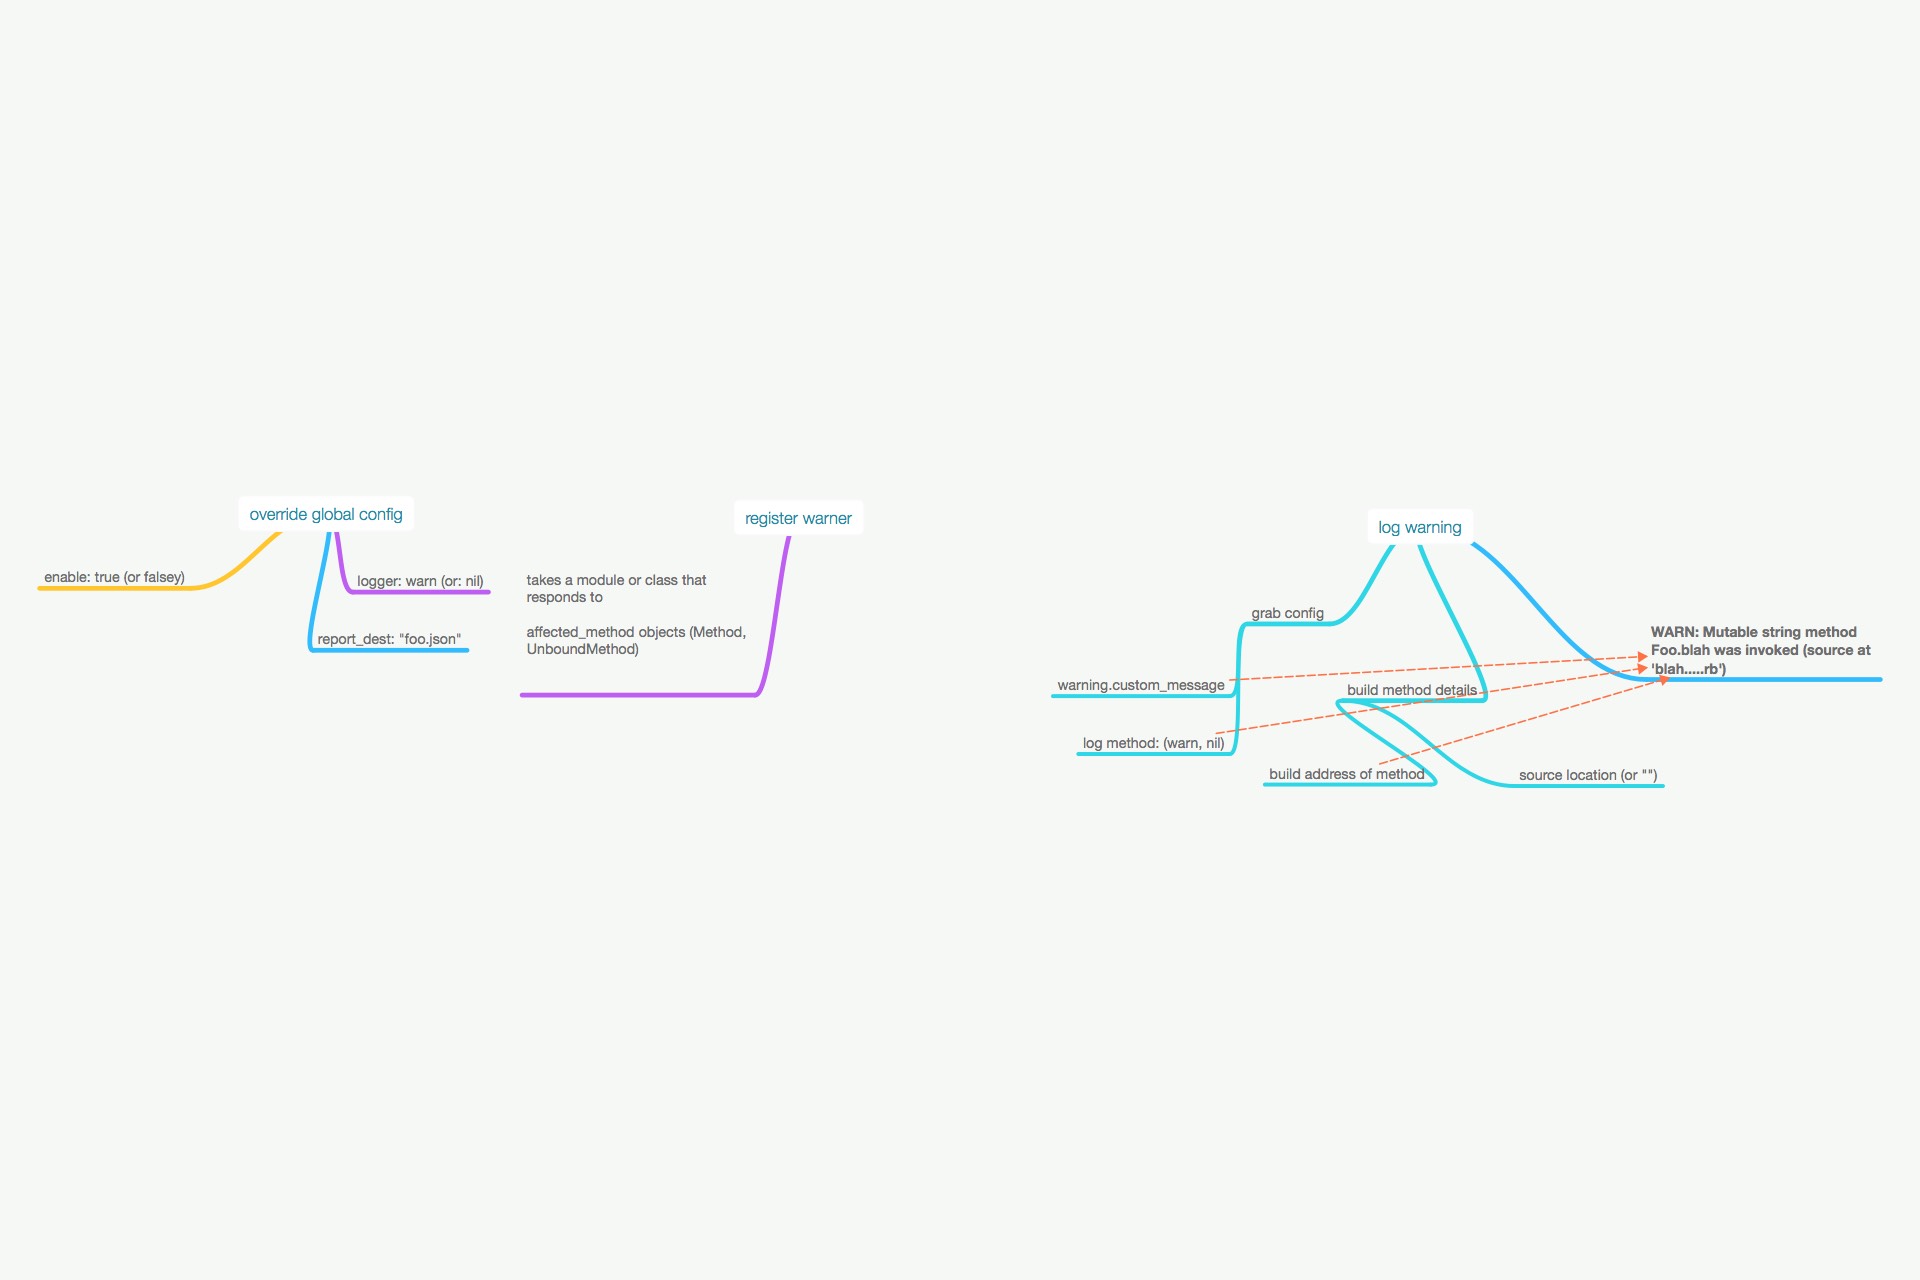 override global config
enable: true (or falsey)
logger: warn (or: nil)
report_dest: "foo.json"
register warner
takes a module or class that
responds to
affected_method objects (Method,
UnboundMethod)
log warning
grab config
warning.custom_message
log method: (warn, nil)
build method details
build address of method
source location (or "")
WARN: Mutable string method
Foo.blah was invoked (source at
'blah.....rb')